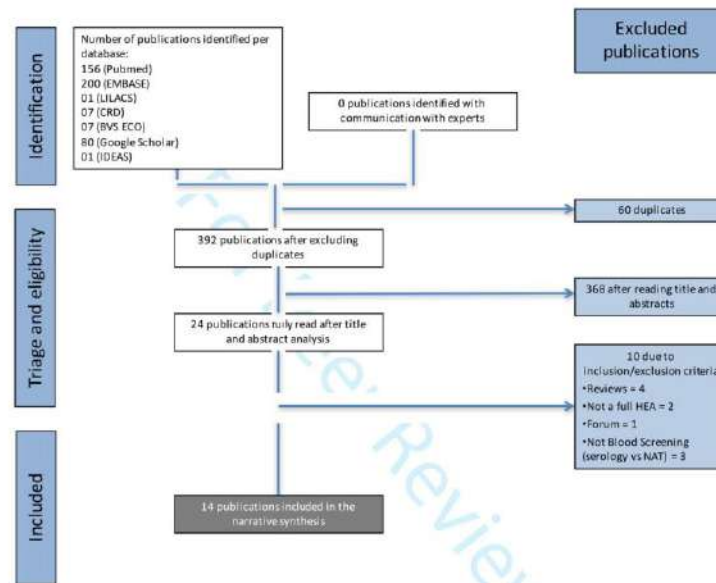 Identification
Number of publications identified per
database:
156 (Pubmed)
200 (EMBASE)
01 (LILACS)
07 (CRD)
07 (BVS ECO)
80 (Google Scholar)
01 (IDEAS)
0 publications identified with
communication with experts
Excluded
publications
Triage and eligibility
60 duplicates
392 publications after excluding
duplicates
368 after reading title and
abstracts
24 publications fully read after title
and abstract analysis
10 due to
inclusion/exclusion criteria
•Reviews = 4
•Not a full HEA = 2
•Forum = 1
•Not Blood Screening
(serology vs NAT) = 3
Included
14 publications included in the
narrative synthesis
Review